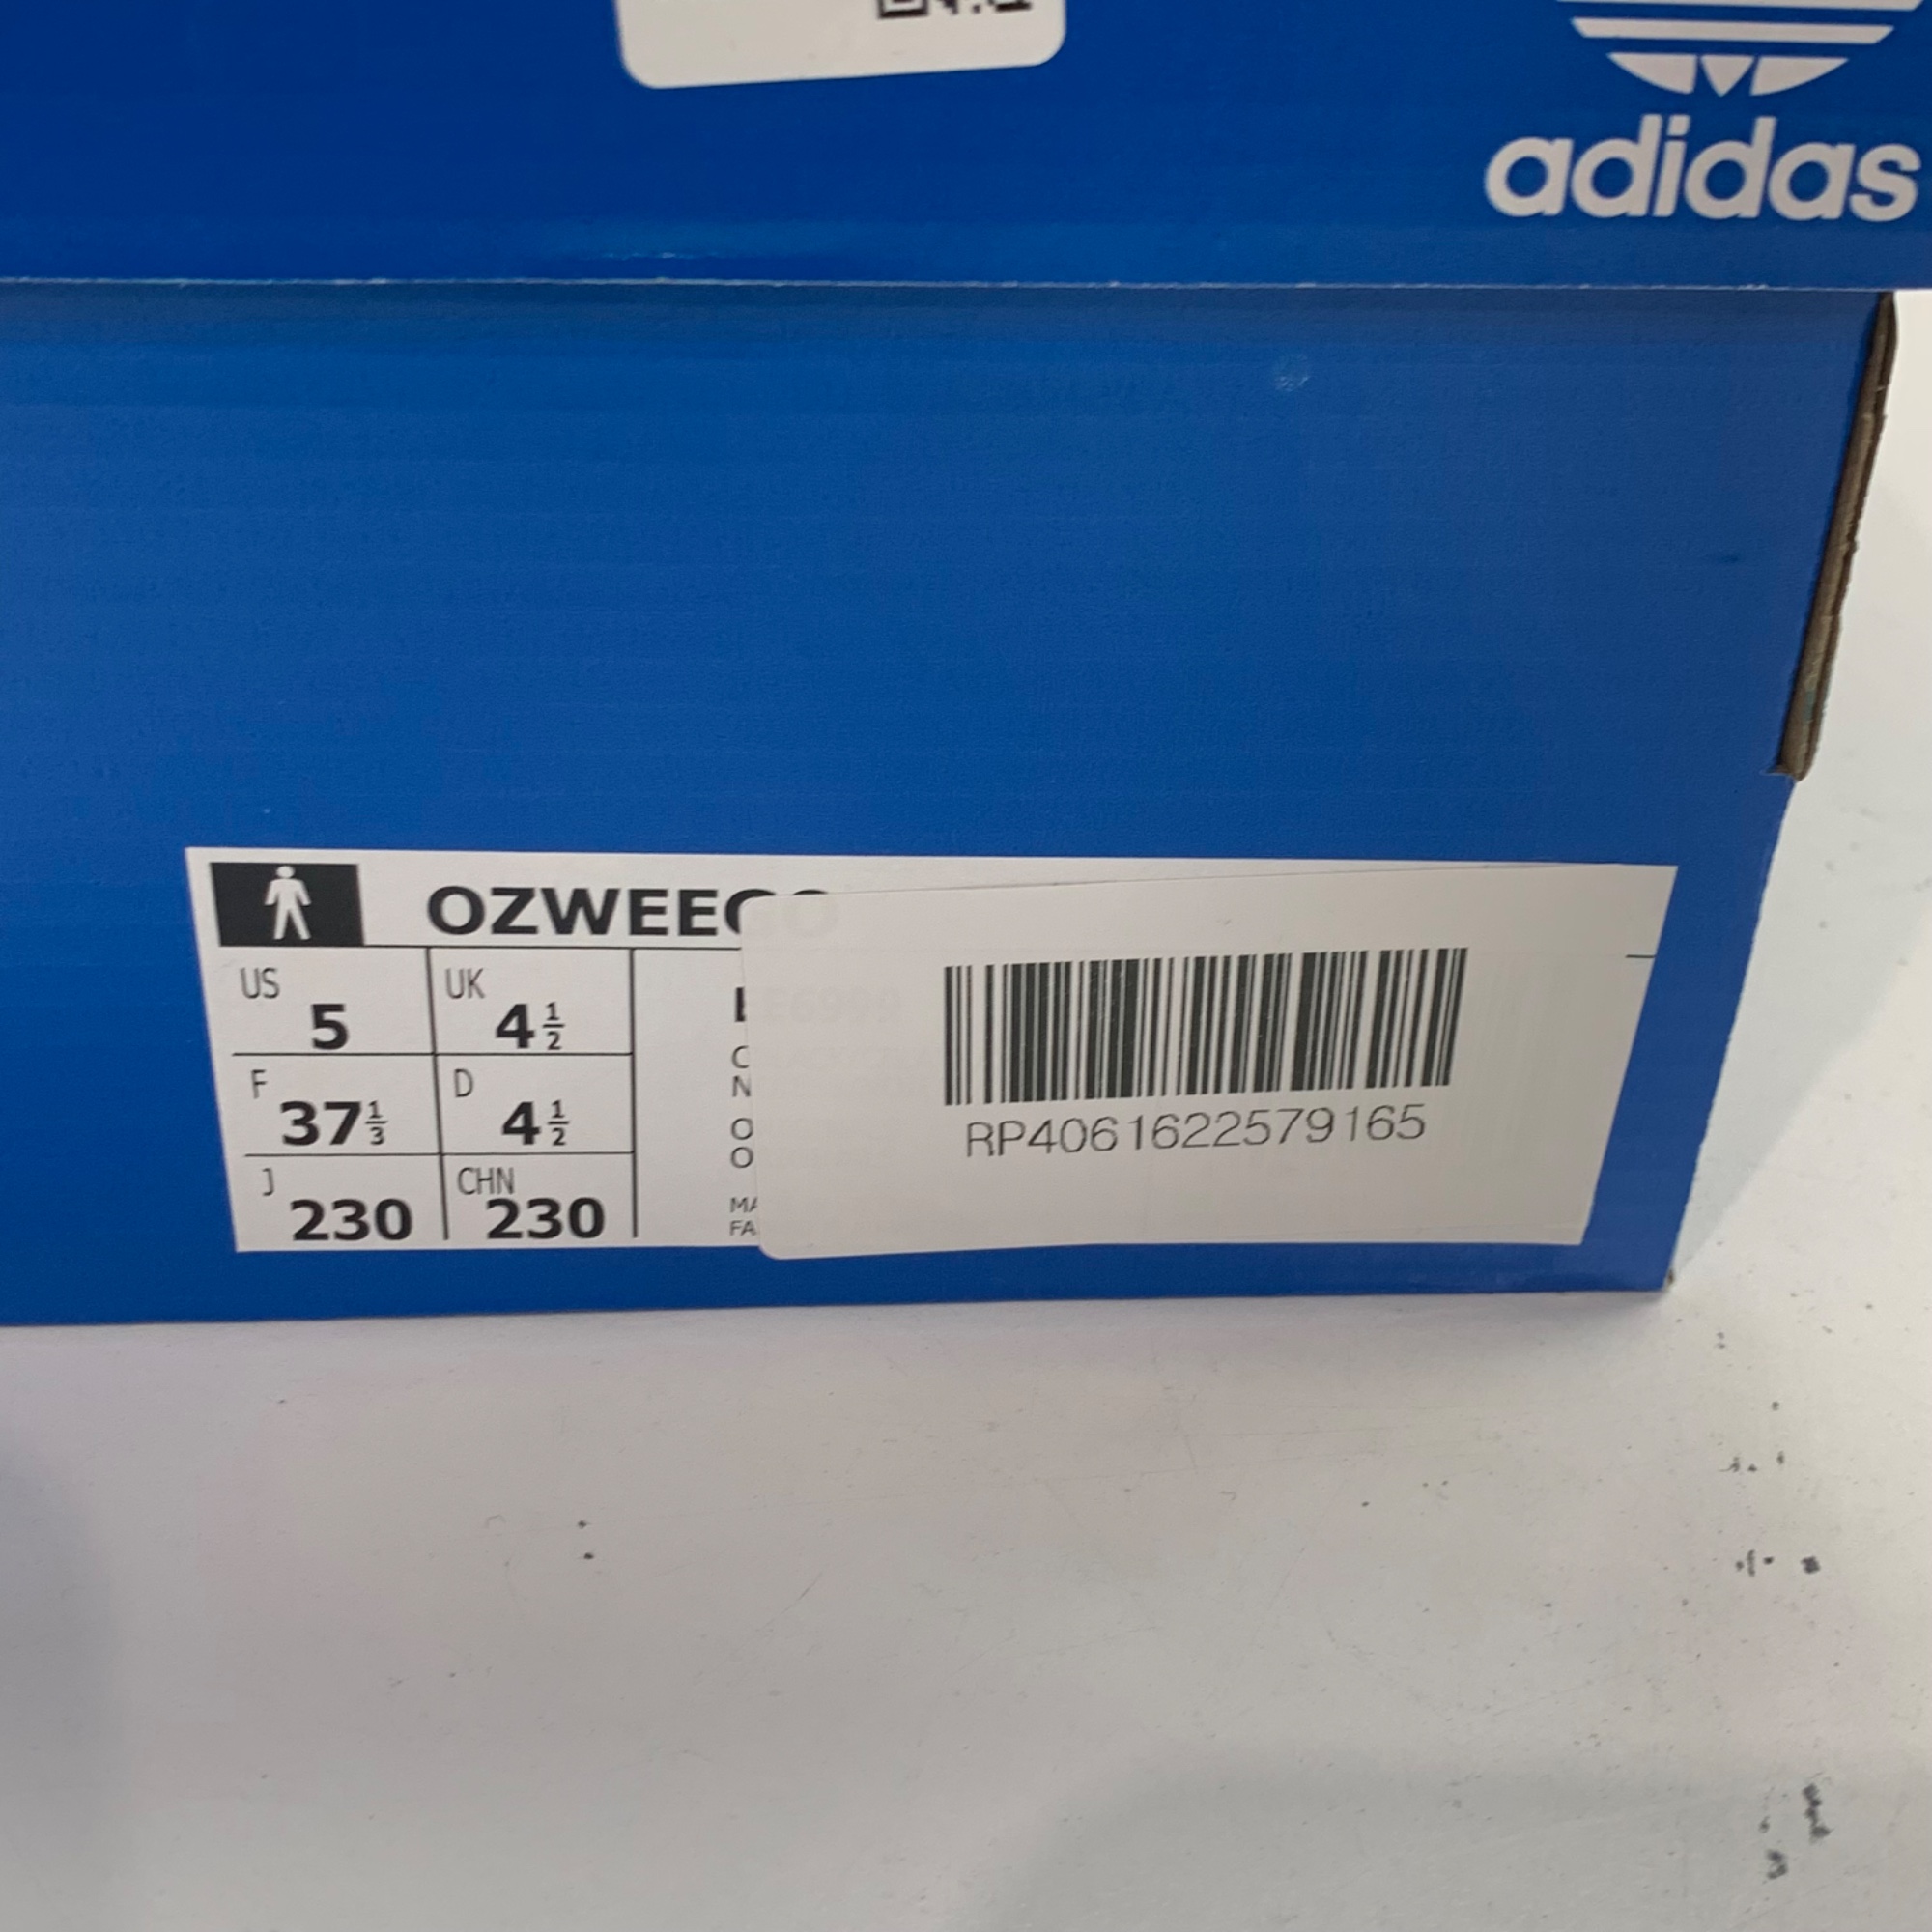 adidas
OZWEEGO
US 5 UK 4½
F 37⅓ D 4½
J 230 CHN 230
RP4061622579165